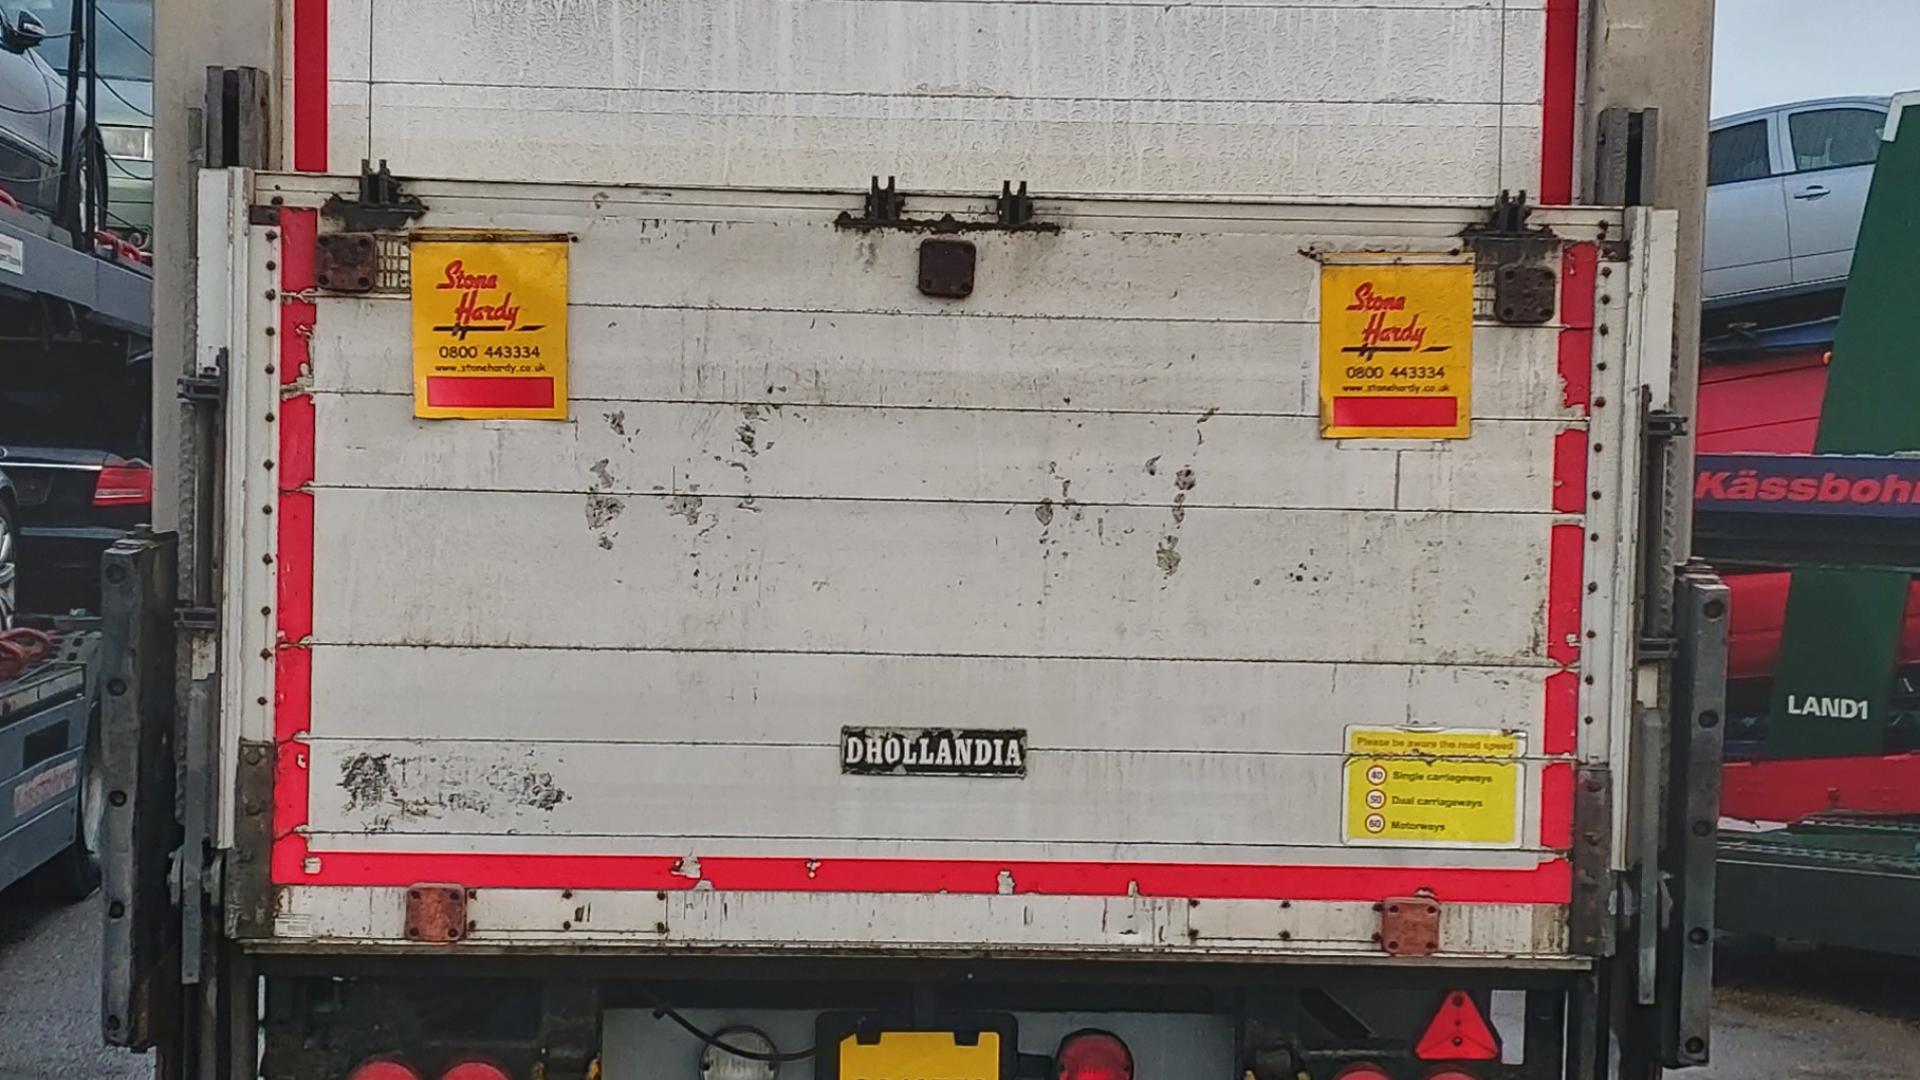 Stone
Hardy
0800 443334
www.stonehardy.co.uk
Stone
Hardy
0800 443334
www.stonehardy.co.uk
Kässbohr
LAND1
DHOLLANDIA
Please be aware the road speed
40 Single carriageways
50 Dual carriageways
60 Motorways
Kässbohrer